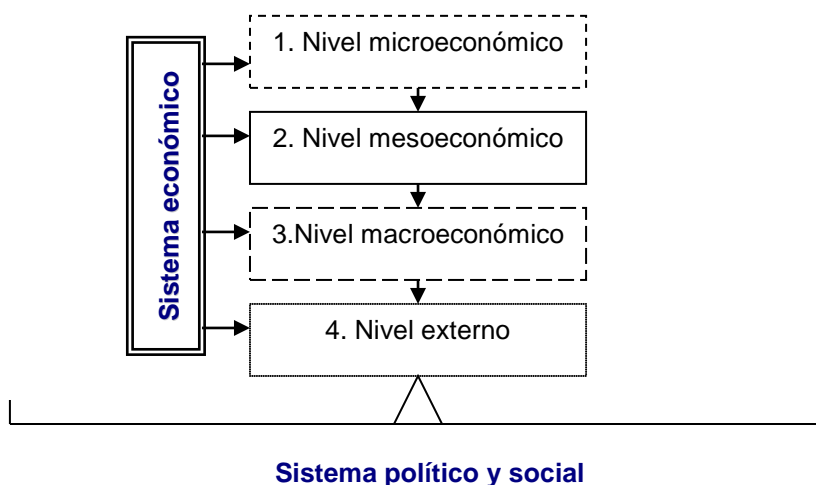 1. Nivel microeconómico
Sistema económico
2. Nivel mesoeconómico
3.Nivel macroeconómico
4. Nivel externo
Sistema político y social